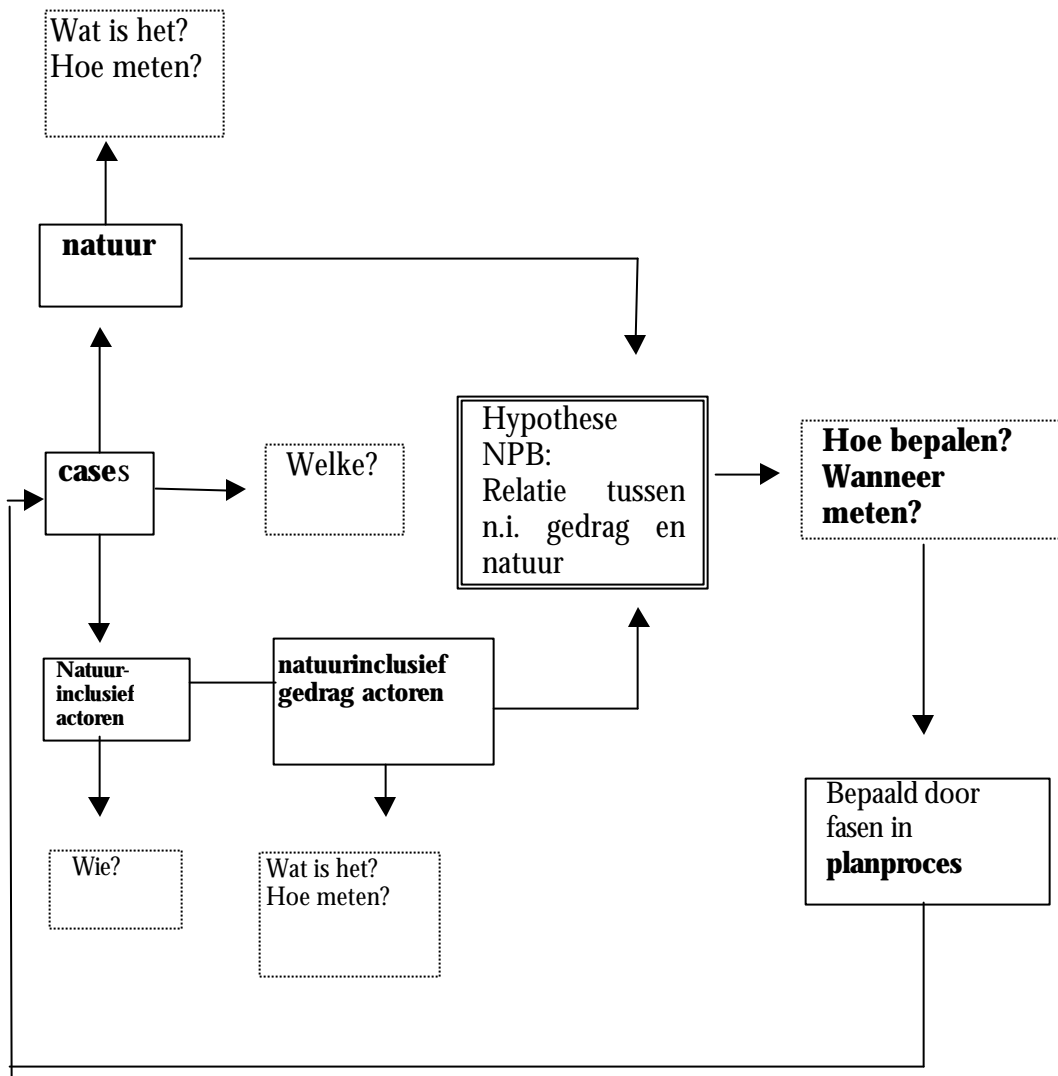 Wat is het?
Hoe meten?
natuur
cases
Welke?
Hypothese
NPB:
Relatie tussen
n.i. gedrag en
natuur
Hoe bepalen?
Wanneer
meten?
Natuur-
inclusief
actoren
natuurinclusief
gedrag actoren
Bepaald door
fasen in
planproces
Wie?
Wat is het?
Hoe meten?